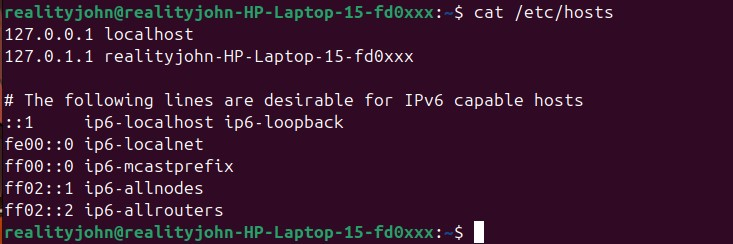 realityjohn@realityjohn-HP-Laptop-15-fd0xxx:~$ cat /etc/hosts
127.0.0.1 localhost
127.0.1.1 realityjohn-HP-Laptop-15-fd0xxx

# The following lines are desirable for IPv6 capable hosts
::1     ip6-localhost ip6-loopback
fe00::0 ip6-localnet
ff00::0 ip6-mcastprefix
ff02::1 ip6-allnodes
ff02::2 ip6-allrouters
realityjohn@realityjohn-HP-Laptop-15-fd0xxx:~$